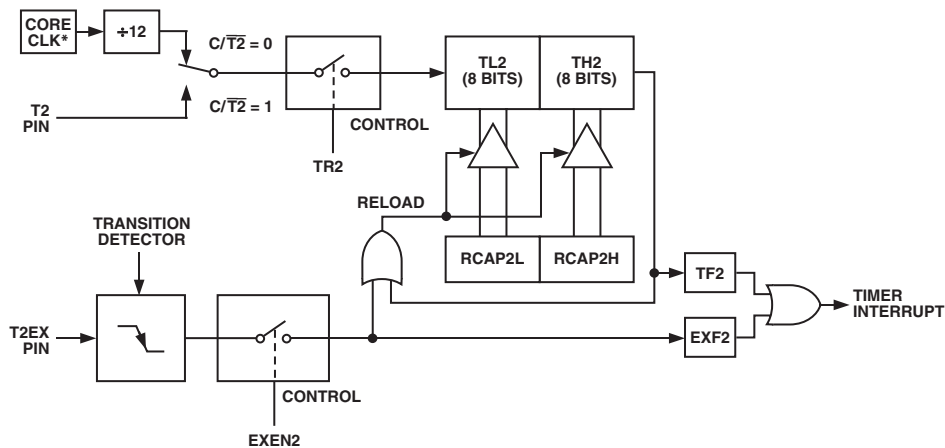 CORE
CLK*
÷12
C/T2 = 0
C/T2 = 1
T2
PIN
CONTROL
TR2
TL2
(8 BITS)
TH2
(8 BITS)
RELOAD
TRANSITION
DETECTOR
RCAP2L
RCAP2H
TF2
TIMER
INTERRUPT
T2EX
PIN
EXF2
CONTROL
EXEN2